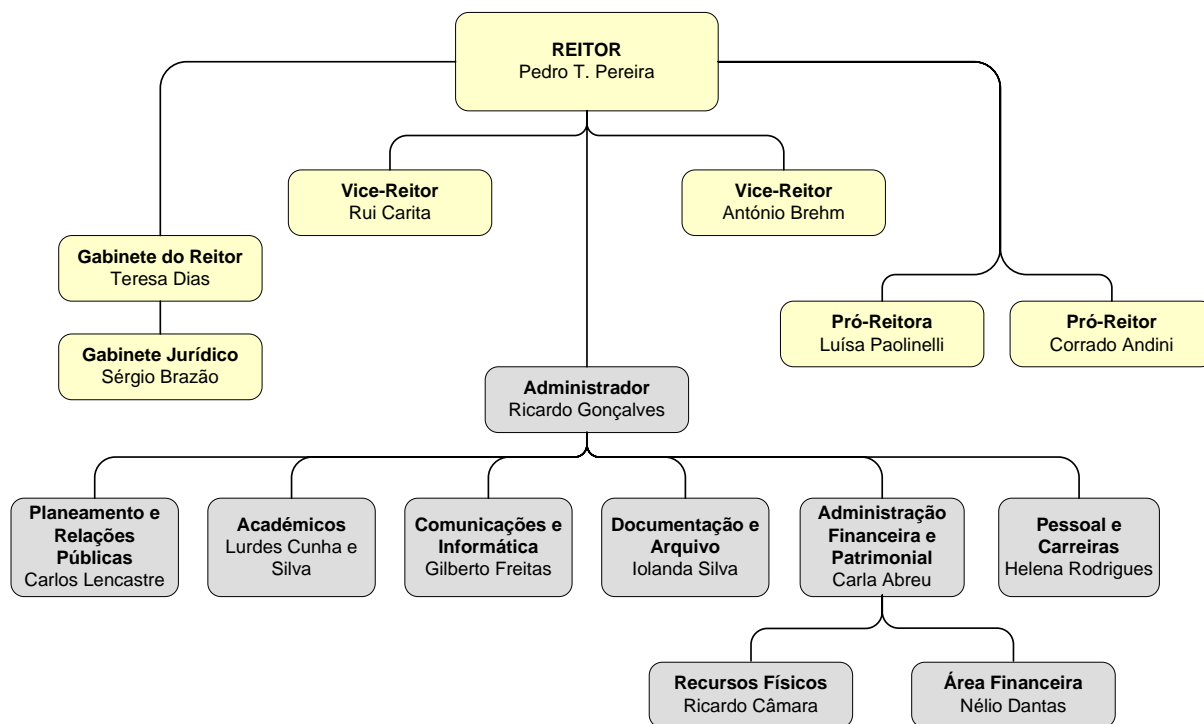 REITOR
Pedro T. Pereira
Vice-Reitor
Rui Carita
Vice-Reitor
António Brehm
Gabinete do Reitor
Teresa Dias
Pró-Reitora
Luísa Paolinelli
Pró-Reitor
Corrado Andini
Gabinete Jurídico
Sérgio Brazão
Administrador
Ricardo Gonçalves
Planeamento e
Relações
Públicas
Carlos Lencastre
Académicos
Lurdes Cunha e
Silva
Comunicações e
Informática
Gilberto Freitas
Documentação e
Arquivo
Iolanda Silva
Administração
Financeira e
Patrimonial
Carla Abreu
Pessoal e
Carreiras
Helena Rodrigues
Recursos Físicos
Ricardo Câmara
Área Financeira
Nélio Dantas